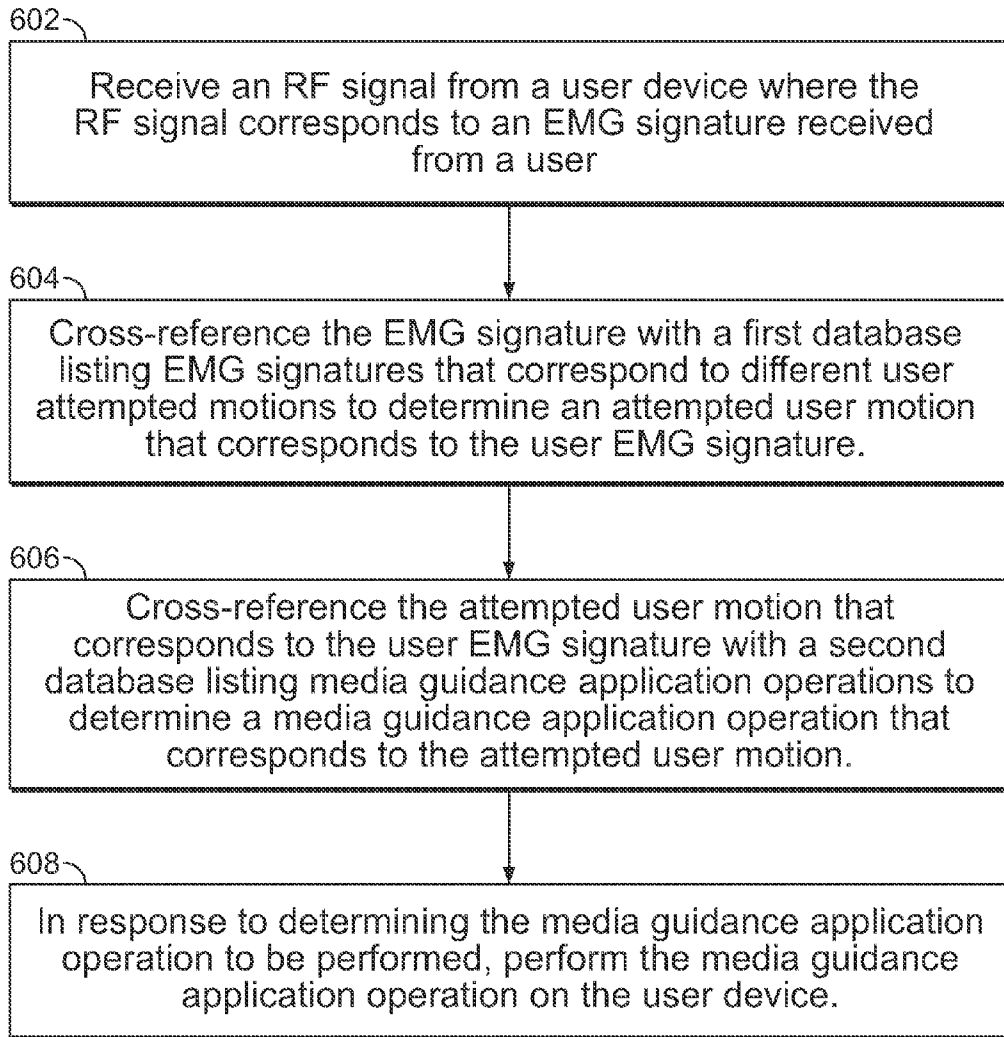 602
Receive an RF signal from a user device where the
RF signal corresponds to an EMG signature received
from a user
604
Cross-reference the EMG signature with a first database
listing EMG signatures that correspond to different user
attempted motions to determine an attempted user motion
that corresponds to the user EMG signature.
606
Cross-reference the attempted user motion that
corresponds to the user EMG signature with a second
database listing media guidance application operations to
determine a media guidance application operation that
corresponds to the attempted user motion.
608
In response to determining the media guidance application
operation to be performed, perform the media guidance
application operation on the user device.